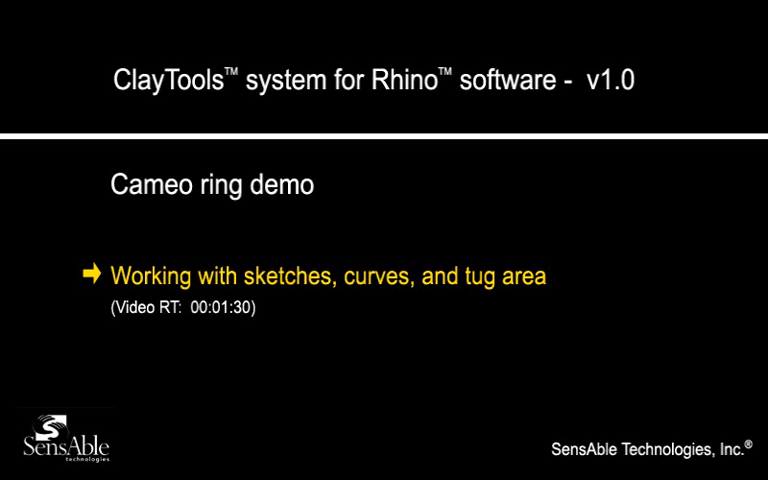 ClayTools™ system for Rhino™ software - v1.0
Cameo ring demo
Working with sketches, curves, and tug area
(Video RT: 00:01:30)
SensAble
technologies
SensAble Technologies, Inc.®